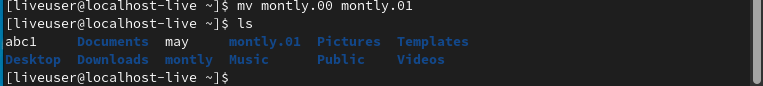 [liveuser@localhost-live ~]$ mv montly.00 montly.01
[liveuser@localhost-live ~]$ ls
abc1 Documents may montly.01 Pictures Templates
Desktop Downloads montly Music Public Videos
[liveuser@localhost-live ~]$